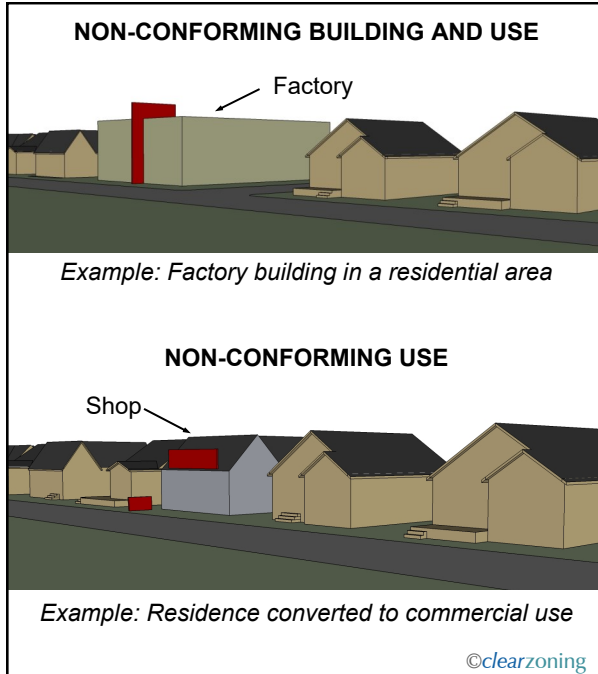 NON-CONFORMING BUILDING AND USE
Factory
Example: Factory building in a residential area
NON-CONFORMING USE
Shop
Example: Residence converted to commercial use
©clearzoning